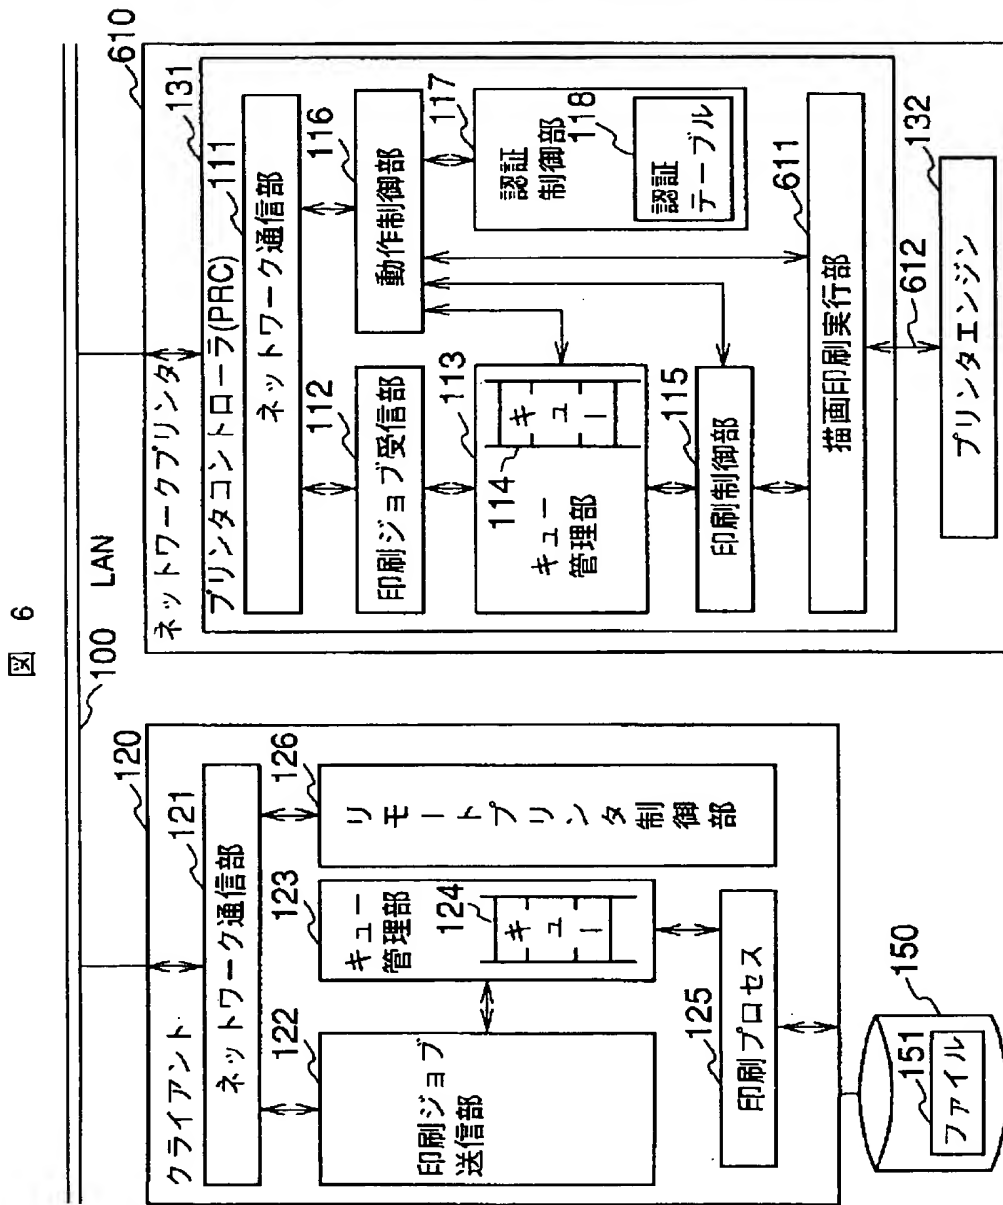 図 6
100 LAN
クライアント
120
ネットワーク通信部
121
122
印刷ジョブ
送信部
123
キュー
管理部
124
キュー
126
リモートプリンタ制御部
125
印刷プロセス
150
151
ファイル
610
ネットワークプリンタ
131
プリンタコントローラ(PRC)
111
ネットワーク通信部
112
印刷ジョブ受信部
116
動作制御部
113
キュー
管理部
114
キュー
117
認証
制御部
118
認証
テーブル
115
印刷制御部
611
描画印刷実行部
612
132
プリンタエンジン